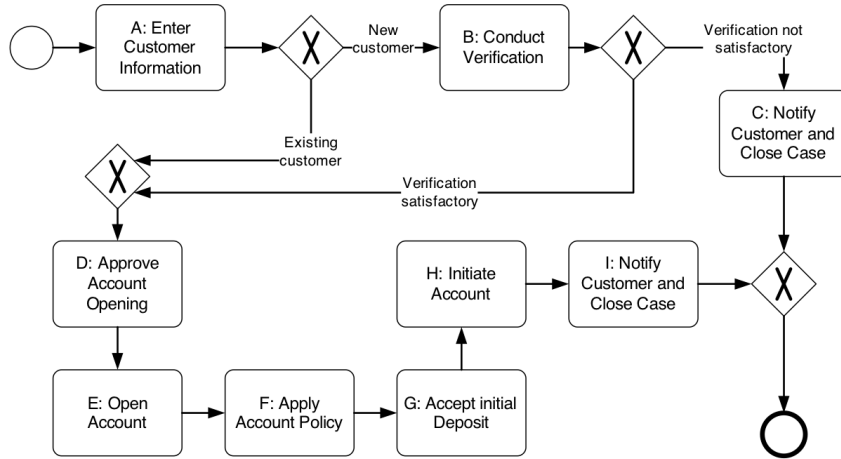 A: Enter
Customer
Information
New
customer
B: Conduct
Verification
Verification not
satisfactory
C: Notify
Customer and
Close Case
Existing
customer
Verification
satisfactory
D: Approve
Account
Opening
H: Initiate
Account
I: Notify
Customer and
Close Case
E: Open
Account
F: Apply
Account Policy
G: Accept initial
Deposit